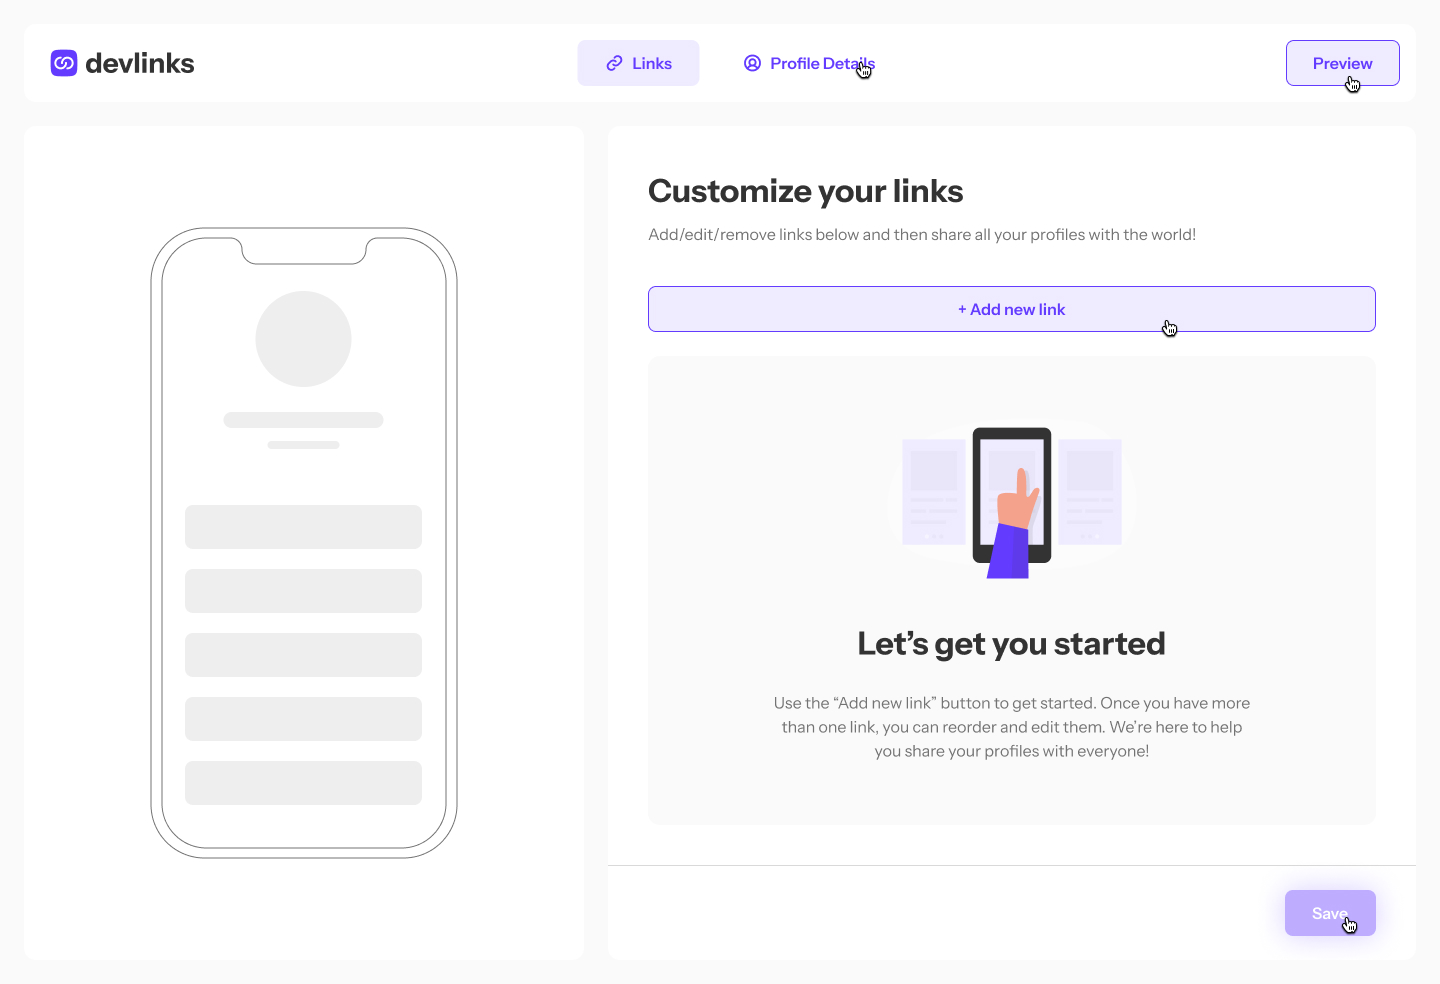 devlinks
Links
Profile Details
Preview
Customize your links
Add/edit/remove links below and then share all your profiles with the world!
+ Add new link
Let’s get you started
Use the “Add new link” button to get started. Once you have more
than one link, you can reorder and edit them. We’re here to help
you share your profiles with everyone!
Save